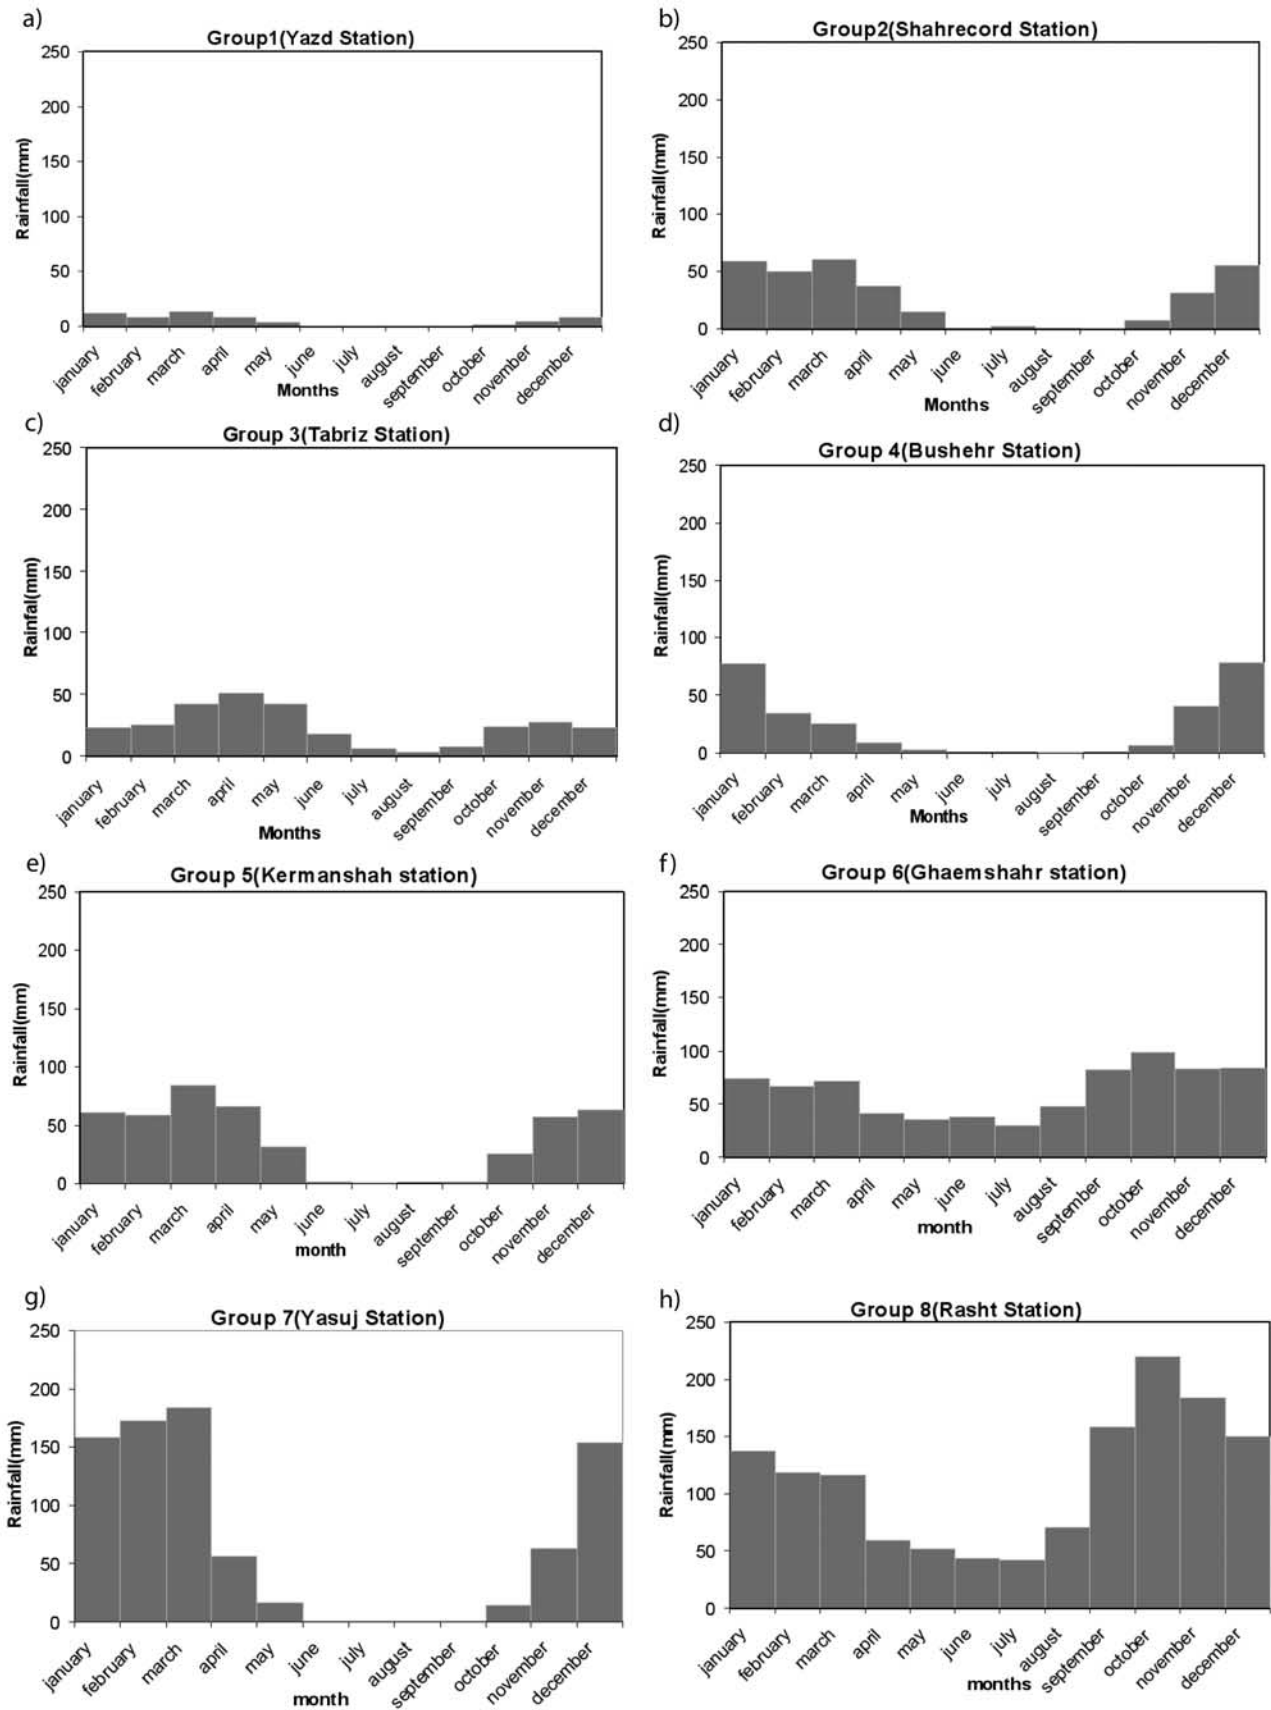 a)
Group1(Yazd Station)
250
200
150
100
50
0
Rainfall(mm)
january february march april may june july august september october november december
Months
b)
Group2(Shahrecord Station)
250
200
150
100
50
0
Rainfall(mm)
january february march april may june july august september october november december
Months
c)
Group 3(Tabriz Station)
250
200
150
100
50
0
Rainfal(mm)
january february march april may june july august september october november december
Months
d)
Group 4(Bushehr Station)
250
200
150
100
50
0
Rainfall(mm)
january february march april may june july august september october november december
Months
e)
Group 5(Kermanshah station)
250
200
150
100
50
0
Rainfall(mm)
january february march april may june july august september october november december
month
f)
Group 6(Ghaemshahr station)
250
200
150
100
50
0
Rainfall(mm)
january february march april may june july august september october november december
month
g)
Group 7(Yasuj Station)
250
200
150
100
50
0
Rainfall(mm)
january february march april may june july august september october november december
month
h)
Group 8(Rasht Station)
250
200
150
100
50
0
Rainfall(mm)
january february march april may june july august september october november december
months